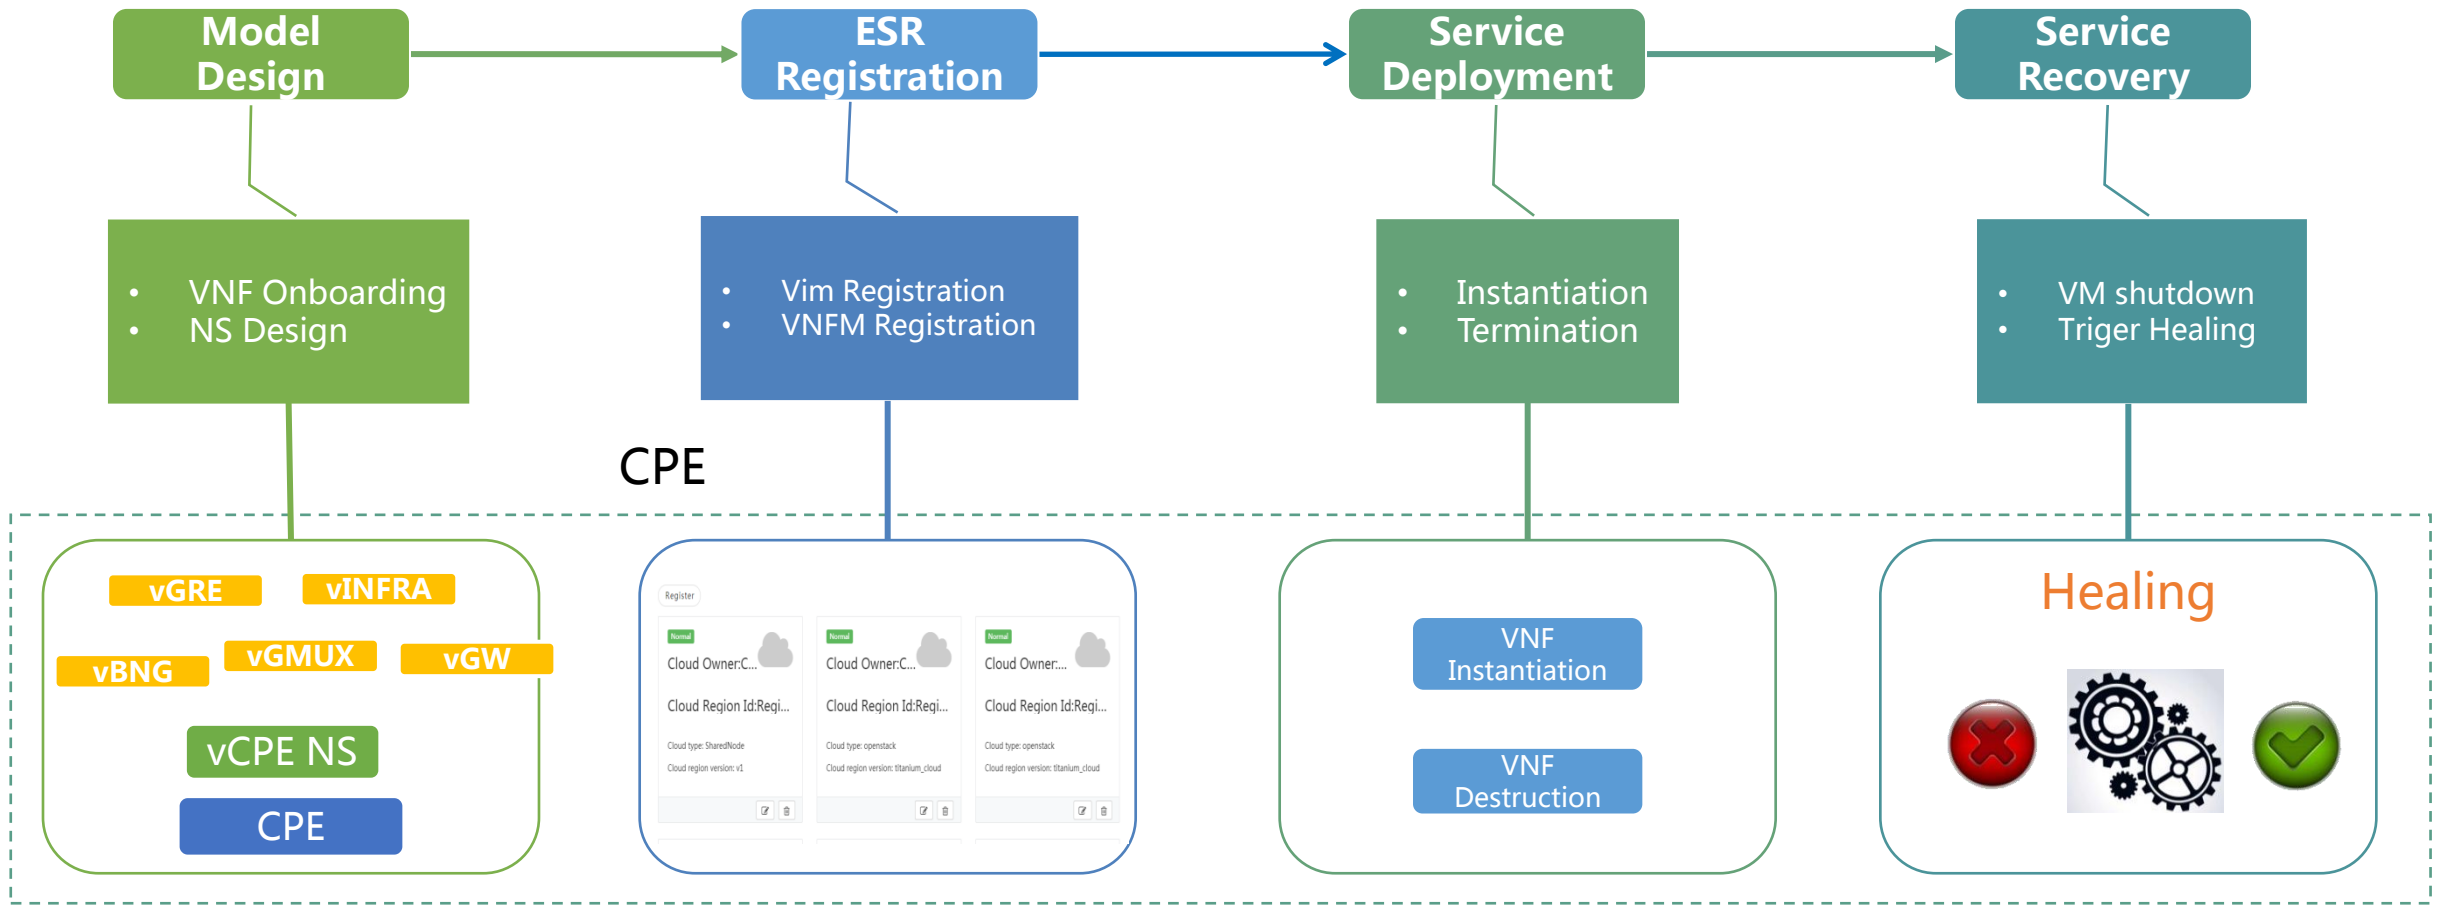 Model
Design
ESR
Registration
Service
Deployment
Service
Recovery
• VNF Onboarding
• NS Design
• Vim Registration
• VNFM Registration
• Instantiation
• Termination
• VM shutdown
• Triger Healing
CPE
vGRE
vINFRA
vBNG
vGMUX
vGW
vCPE NS
CPE
Register
Normal
Cloud Owner:C...
Cloud Region Id:Regi...
Cloud type: SharedNode
Cloud region version: v1
Normal
Cloud Owner:C...
Cloud Region Id:Regi...
Cloud type: openstack
Cloud region version: titanium_cloud
Normal
Cloud Owner:...
Cloud Region Id:Regi...
Cloud type: openstack
Cloud region version: titanium_cloud
VNF
Instantiation
VNF
Destruction
Healing